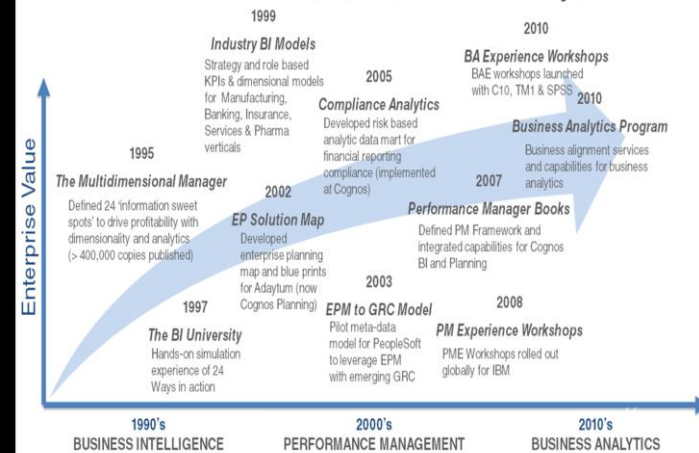 1999
Industry BI Models
Strategy and role based
KPIs & dimensional models
for Manufacturing,
Banking, Insurance,
Services & Pharma
verticals
2010
BA Experience Workshops
BAE workshops launched
with C10, TM1 & SPSS
2005
Compliance Analytics
Developed risk based
analytic data mart for
financial reporting
compliance (implemented
at Cognos)
2010
Business Analytics Program
Business alignment services
and capabilities for business
analytics
1995
The Multidimensional Manager
Defined 24 'information sweet
spots' to drive profitability with
dimensionality and analytics
(> 400,000 copies published)
2002
EP Solution Map
Developed
enterprise planning
map and blue prints
for Adaytum (now
Cognos Planning)
2007
Performance Manager Books
Defined PM Framework and
integrated capabilities for Cognos
BI and Planning
1997
The BI University
Hands-on simulation
experience of 24
Ways in action
2003
EPM to GRC Model
Pilot meta-data
model for PeopleSoft
to leverage EPM
with emerging GRC
2008
PM Experience Workshops
PME Workshops rolled out
globally for IBM
Enterprise Value
1990's
BUSINESS INTELLIGENCE
2000's
PERFORMANCE MANAGEMENT
2010's
BUSINESS ANALYTICS